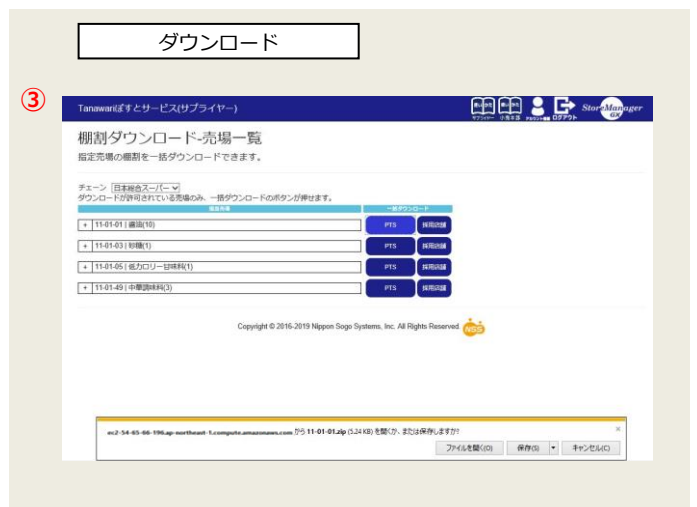 ダウンロード
③
Tanawariぽすとサービス(サプライヤー)
StoreManager
GX
棚割ダウンロード-売場一覧
指定売場の棚割を一括ダウンロードできます。
チェーン 日本総合スーパー
ダウンロードが許可されている売場のみ、一括ダウンロードのボタンが押せます。
一括ダウンロード
+ 11-01-01 | 醤油(10) PTS 採用店舗
+ 11-01-03 | 砂糖(1) PTS 採用店舗
+ 11-01-05 | 低カロリー甘味料(1) PTS 採用店舗
+ 11-01-49 | 中華調味料(3) PTS 採用店舗
Copyright © 2016-2019 Nippon Sogo Systems, Inc. All Rights Reserved. NSS
ec2-54-65-66-196.ap-northeast-1.compute.amazonaws.com から 11-01-01.zip (5.24 KB) を開くか、または保存しますか?
ファイルを開く(O) 保存(S) キャンセル(C)